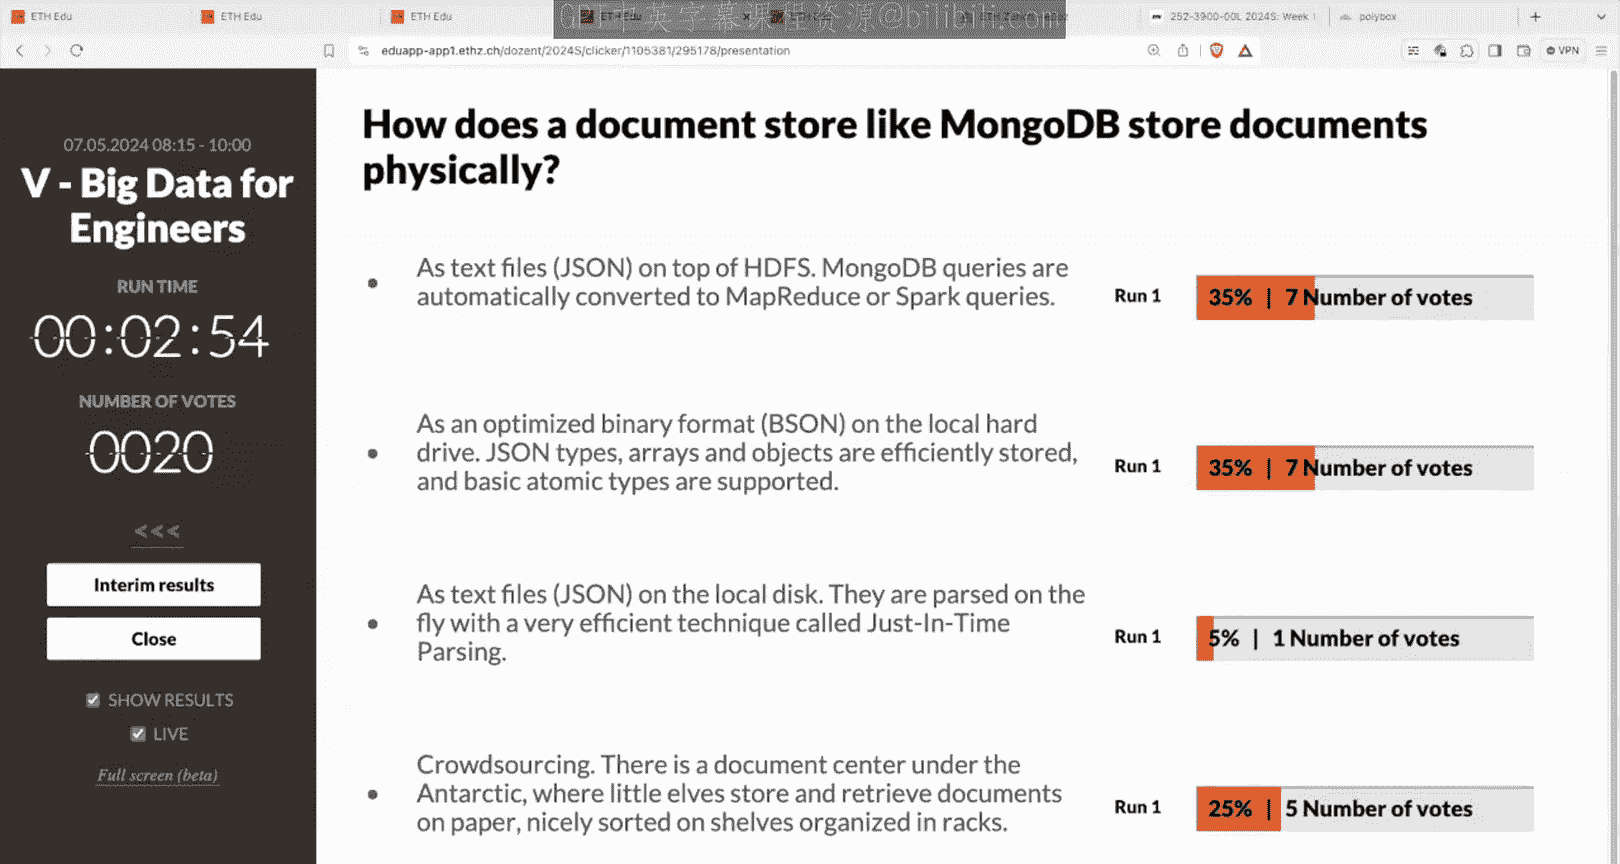 ETH Edu
ETH Edu
ETH Edu
ETH Edu
252-3900-00L 2024S: Week
polybox
eduapp-app1.ethz.ch/dozent/2024S/clicker/1105381/295178/presentation
VPN
07.05.2024 08:15 - 10:00
V - Big Data for
Engineers
RUN TIME
00:02:54
NUMBER OF VOTES
0020
<<<
Interim results
Close
SHOW RESULTS
LIVE
Full screen (beta)
How does a document store like MongoDB store documents
physically?
As text files (JSON) on top of HDFS. MongoDB queries are
automatically converted to MapReduce or Spark queries.
Run 1
35% | 7 Number of votes
As an optimized binary format (BSON) on the local hard
drive. JSON types, arrays and objects are efficiently stored,
and basic atomic types are supported.
Run 1
35% | 7 Number of votes
As text files (JSON) on the local disk. They are parsed on the
fly with a very efficient technique called Just-In-Time
Parsing.
Run 1
5% | 1 Number of votes
Crowdsourcing. There is a document center under the
Antarctic, where little elves store and retrieve documents
on paper, nicely sorted on shelves organized in racks.
Run 1
25% | 5 Number of votes